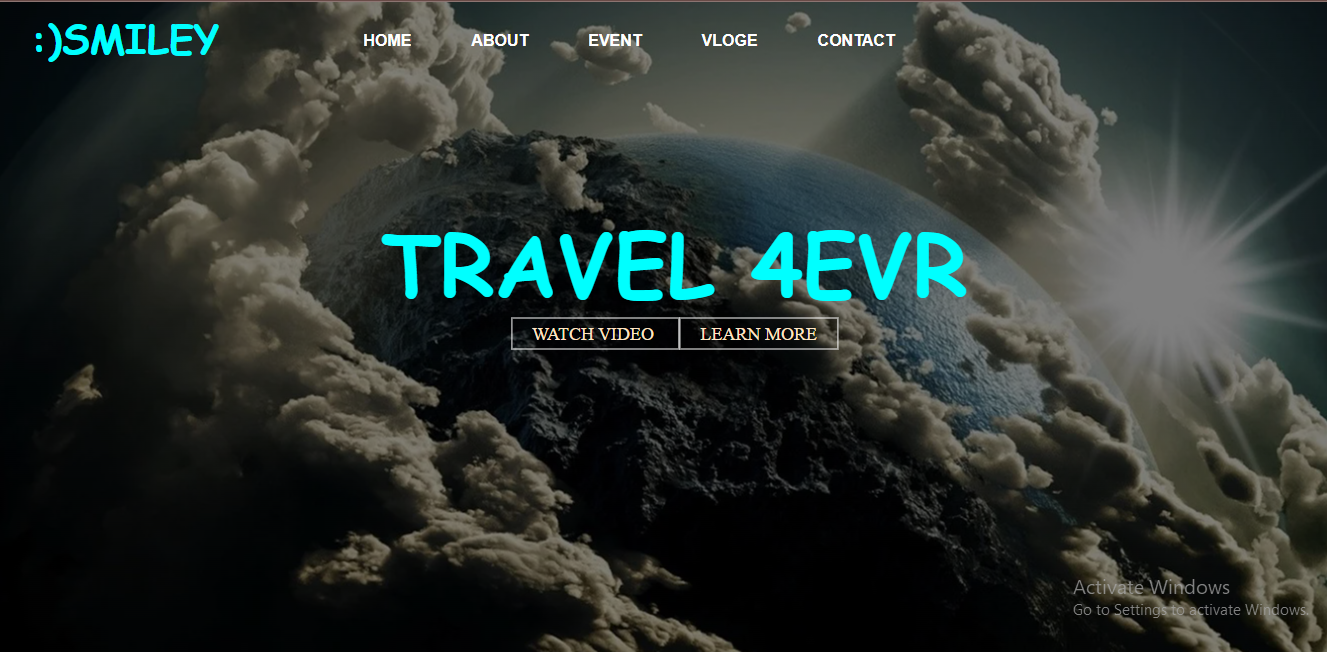 :)SMILEY
HOME ABOUT EVENT VLOGE CONTACT
TRAVEL 4EVR
WATCH VIDEO LEARN MORE
Activate Windows
Go to Settings to activate Windows.